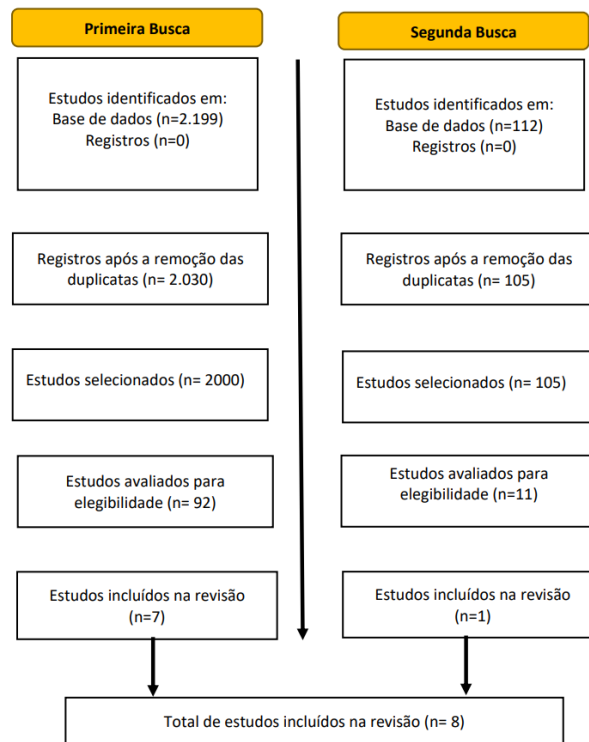 Primeira Busca
Estudos identificados em:
Base de dados (n=2.199)
Registros (n=0)
Registros após a remoção das
duplicatas (n= 2.030)
Estudos selecionados (n= 2000)
Estudos avaliados para
elegibilidade (n= 92)
Estudos incluídos na revisão
(n=7)
Segunda Busca
Estudos identificados em:
Base de dados (n=112)
Registros (n=0)
Registros após a remoção das
duplicatas (n= 105)
Estudos selecionados (n= 105)
Estudos avaliados para
elegibilidade (n=11)
Estudos incluídos na revisão
(n=1)
Total de estudos incluídos na revisão (n= 8)